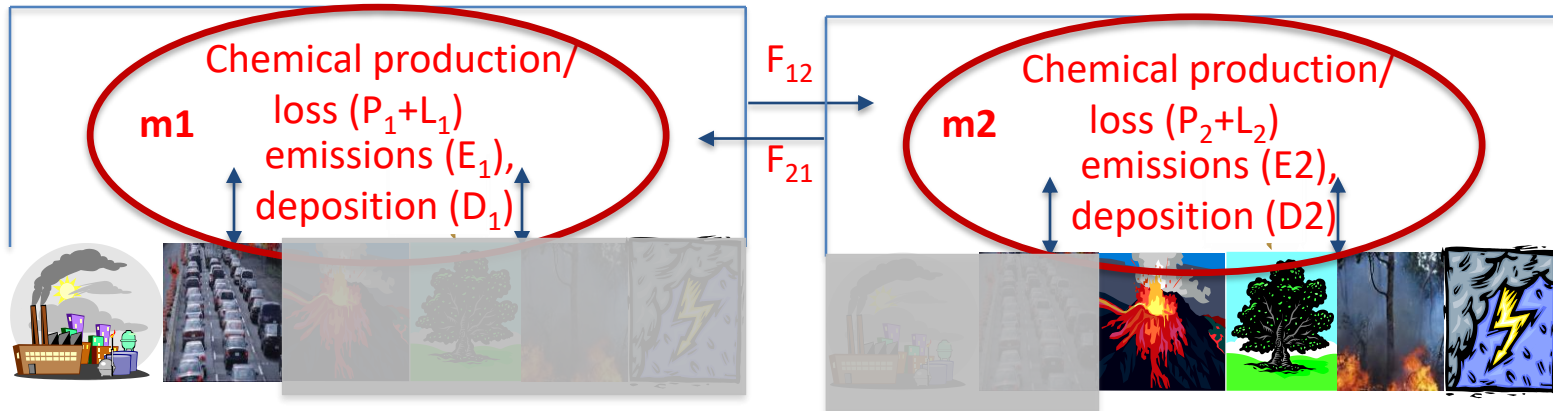 Chemical production/
loss (P₁+L₁)
m1
emissions (E₁),
deposition (D₁)
F₁₂
F₂₁
Chemical production/
loss (P₂+L₂)
m2
emissions (E2),
deposition (D2)